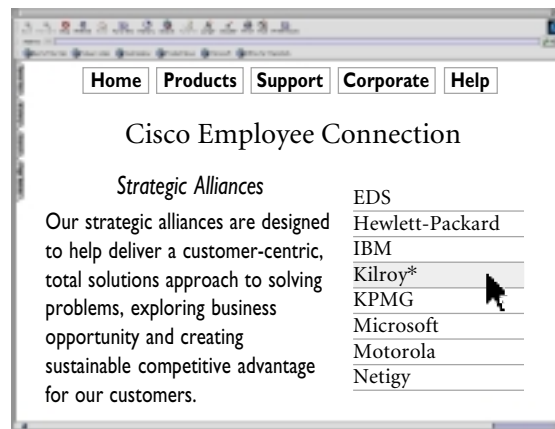 Home Products Support Corporate Help
Cisco Employee Connection
Strategic Alliances
Our strategic alliances are designed
to help deliver a customer-centric,
total solutions approach to solving
problems, exploring business
opportunity and creating
sustainable competitive advantage
for our customers.
EDS
Hewlett-Packard
IBM
Kilroy*
KPMG
Microsoft
Motorola
Netigy